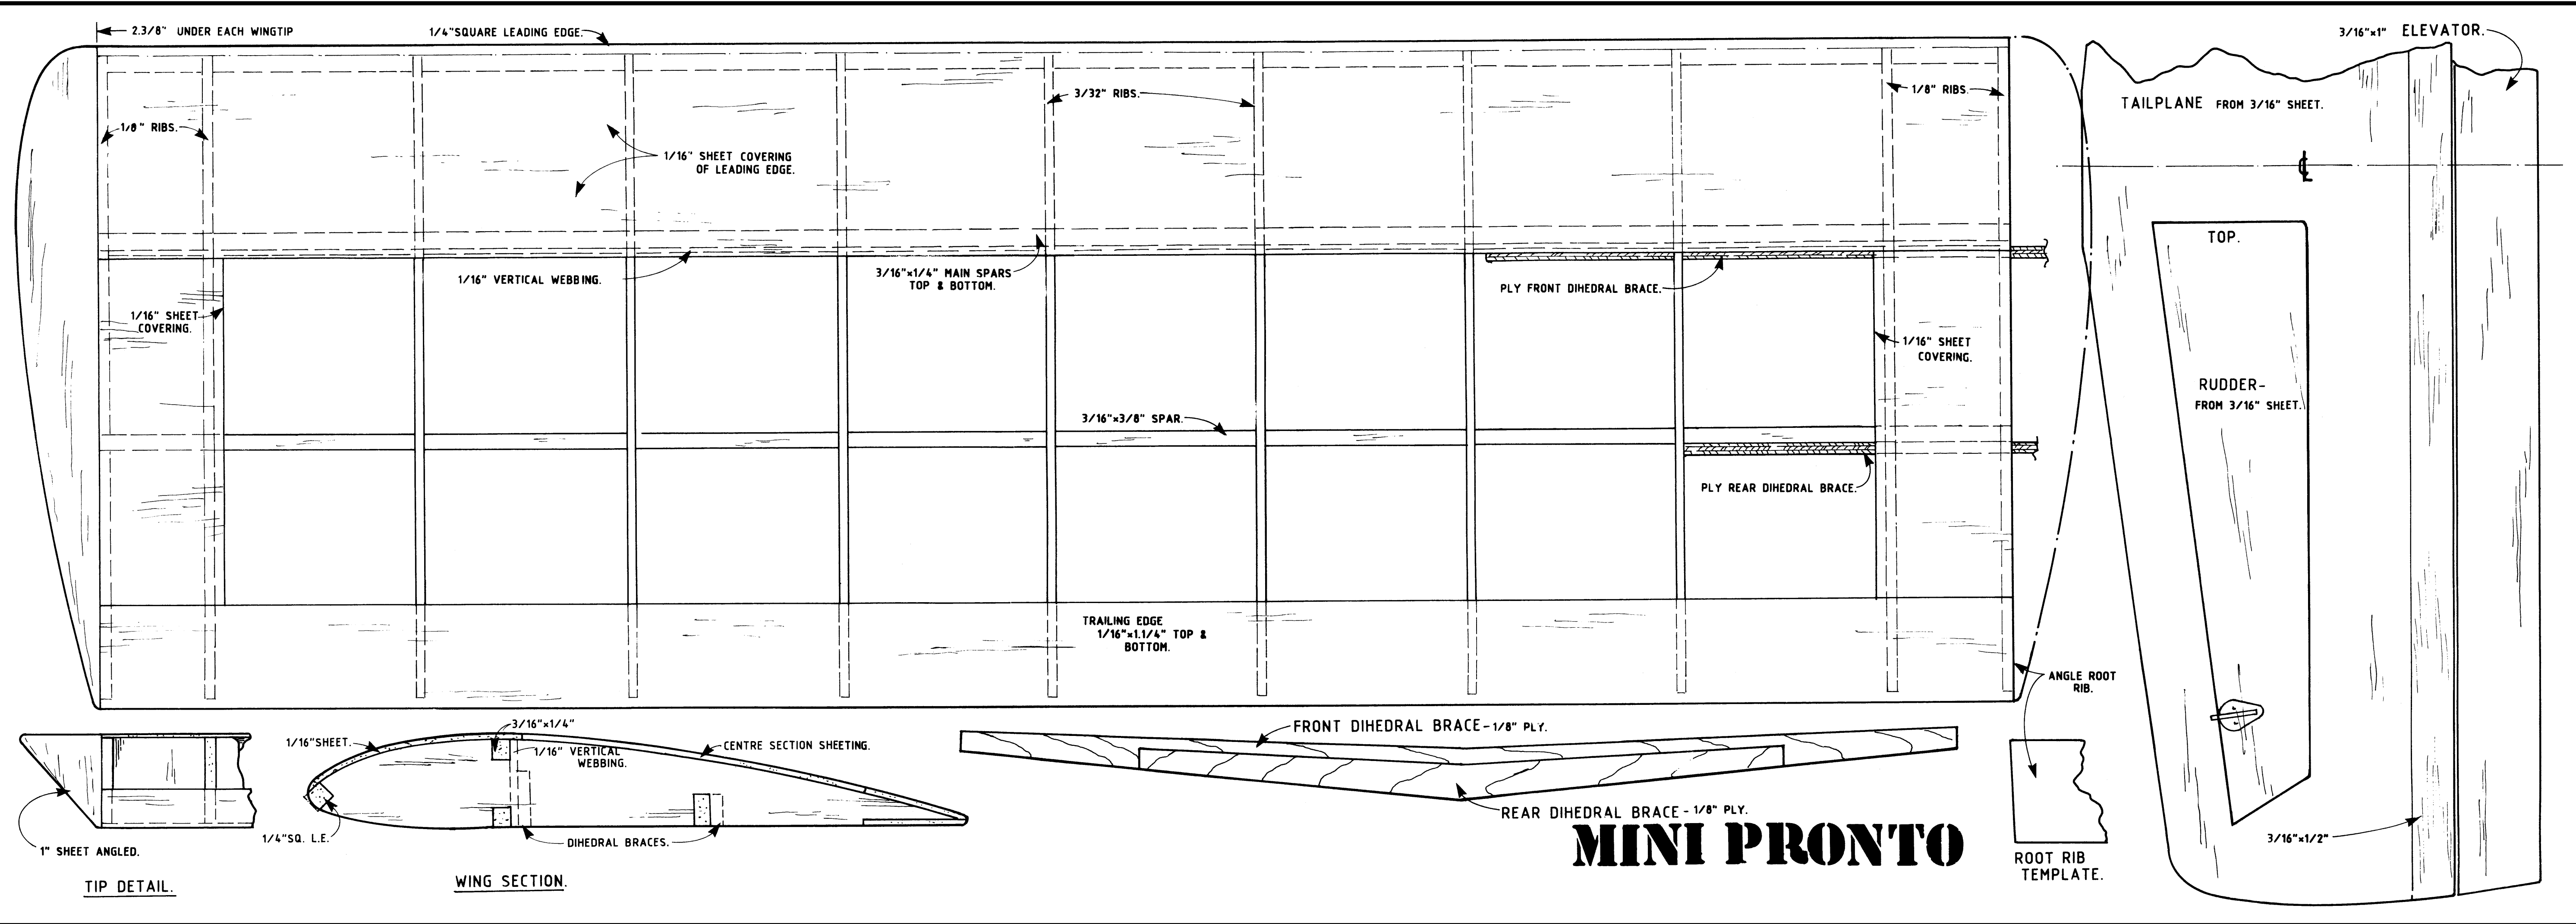 2.3/8" UNDER EACH WINGTIP
1/4"SQUARE LEADING EDGE.
3/16"x1" ELEVATOR.
3/32" RIBS.
1/8" RIBS.
TAILPLANE FROM 3/16" SHEET.
1/8" RIBS.
1/16" SHEET COVERING
OF LEADING EDGE.
℄
TOP.
1/16" VERTICAL WEBBING.
3/16"x1/4" MAIN SPARS
TOP & BOTTOM.
PLY FRONT DIHEDRAL BRACE.
1/16" SHEET
COVERING.
1/16" SHEET
COVERING.
RUDDER-
FROM 3/16" SHEET.
3/16"x3/8" SPAR.
PLY REAR DIHEDRAL BRACE.
TRAILING EDGE
1/16"x1.1/4" TOP &
BOTTOM.
ANGLE ROOT
RIB.
1/16"SHEET.
3/16"x1/4"
1/16" VERTICAL
WEBBING.
CENTRE SECTION SHEETING.
FRONT DIHEDRAL BRACE-1/8" PLY.
REAR DIHEDRAL BRACE-1/8" PLY.
1/4"SQ. L.E.
DIHEDRAL BRACES.
1" SHEET ANGLED.
TIP DETAIL.
WING SECTION.
MINI PRONTO
ROOT RIB
TEMPLATE.
3/16"x1/2"